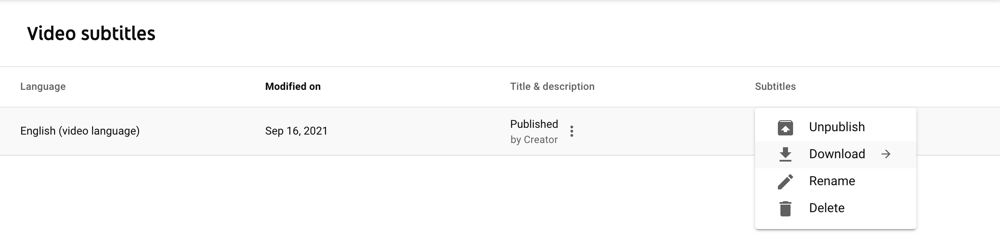 Video subtitles
Language
Modified on
Title & description
Subtitles
English (video language)
Sep 16, 2021
Published
by Creator
Unpublish
Download
Rename
Delete